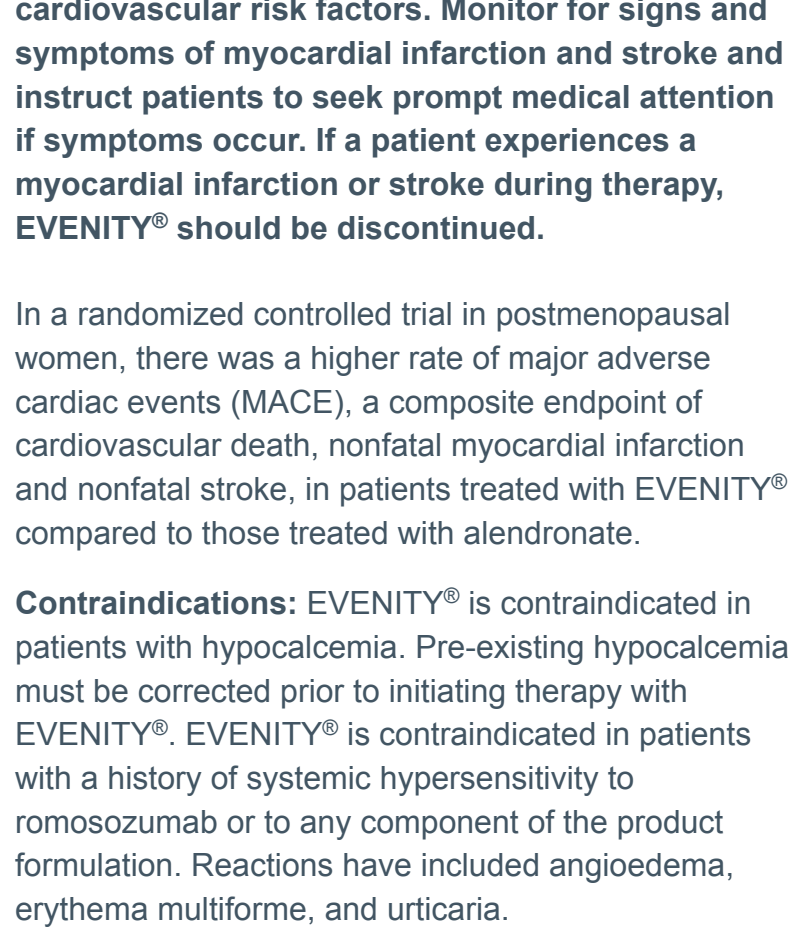 cardiovascular risk factors. Monitor for signs and
symptoms of myocardial infarction and stroke and
instruct patients to seek prompt medical attention
if symptoms occur. If a patient experiences a
myocardial infarction or stroke during therapy,
EVENITY® should be discontinued.
In a randomized controlled trial in postmenopausal
women, there was a higher rate of major adverse
cardiac events (MACE), a composite endpoint of
cardiovascular death, nonfatal myocardial infarction
and nonfatal stroke, in patients treated with EVENITY®
compared to those treated with alendronate.
Contraindications: EVENITY® is contraindicated in
patients with hypocalcemia. Pre-existing hypocalcemia
must be corrected prior to initiating therapy with
EVENITY®. EVENITY® is contraindicated in patients
with a history of systemic hypersensitivity to
romosozumab or to any component of the product
formulation. Reactions have included angioedema,
erythema multiforme, and urticaria.